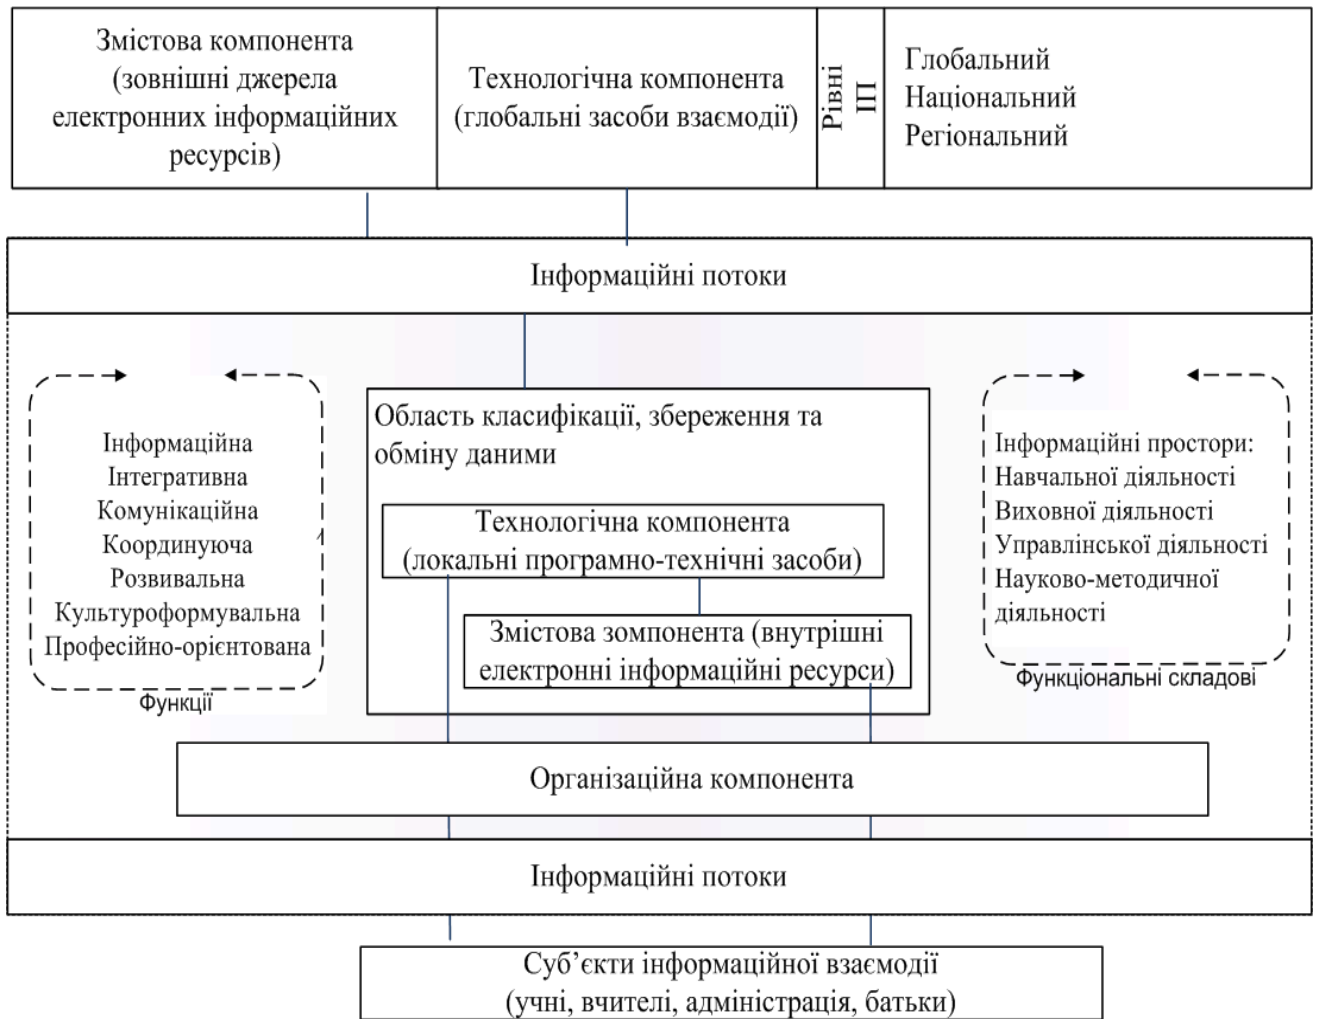 Змістова компонента
(зовнішні джерела
електронних інформаційних
ресурсів)
Технологічна компонента
(глобальні засоби взаємодії)
Рівні
ІП
Глобальний
Національний
Регіональний
Інформаційні потоки
Інформаційна
Інтегративна
Комунікаційна
Координуюча
Розвивальна
Культуроформувальна
Професійно-орієнтована
Функції
Область класифікації, збереження та
обміну даними
Технологічна компонента
(локальні програмно-технічні засоби)
Змістова зомпонента (внутрішні
електронні інформаційні ресурси)
Інформаційні простори:
Навчальної діяльності
Виховної діяльності
Управлінської діяльності
Науково-методичної
діяльності
Функціональні складові
Організаційна компонента
Інформаційні потоки
Суб’єкти інформаційної взаємодії
(учні, вчителі, адміністрація, батьки)